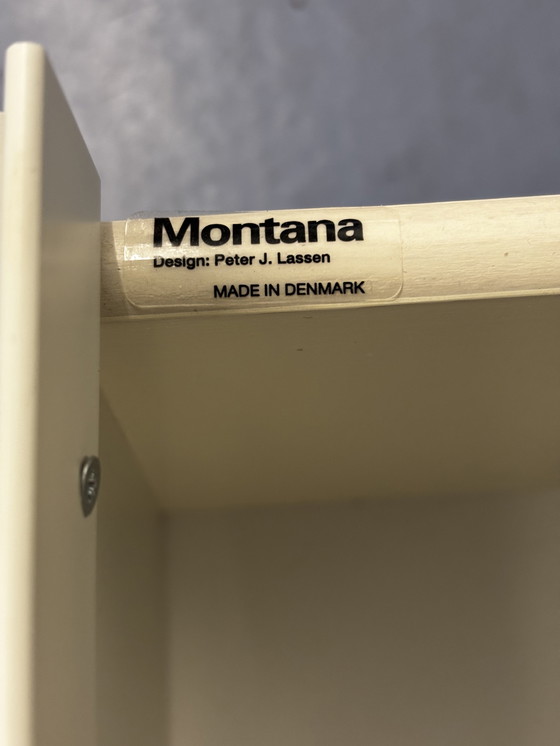 Montana
Design: Peter J. Lassen
MADE IN DENMARK